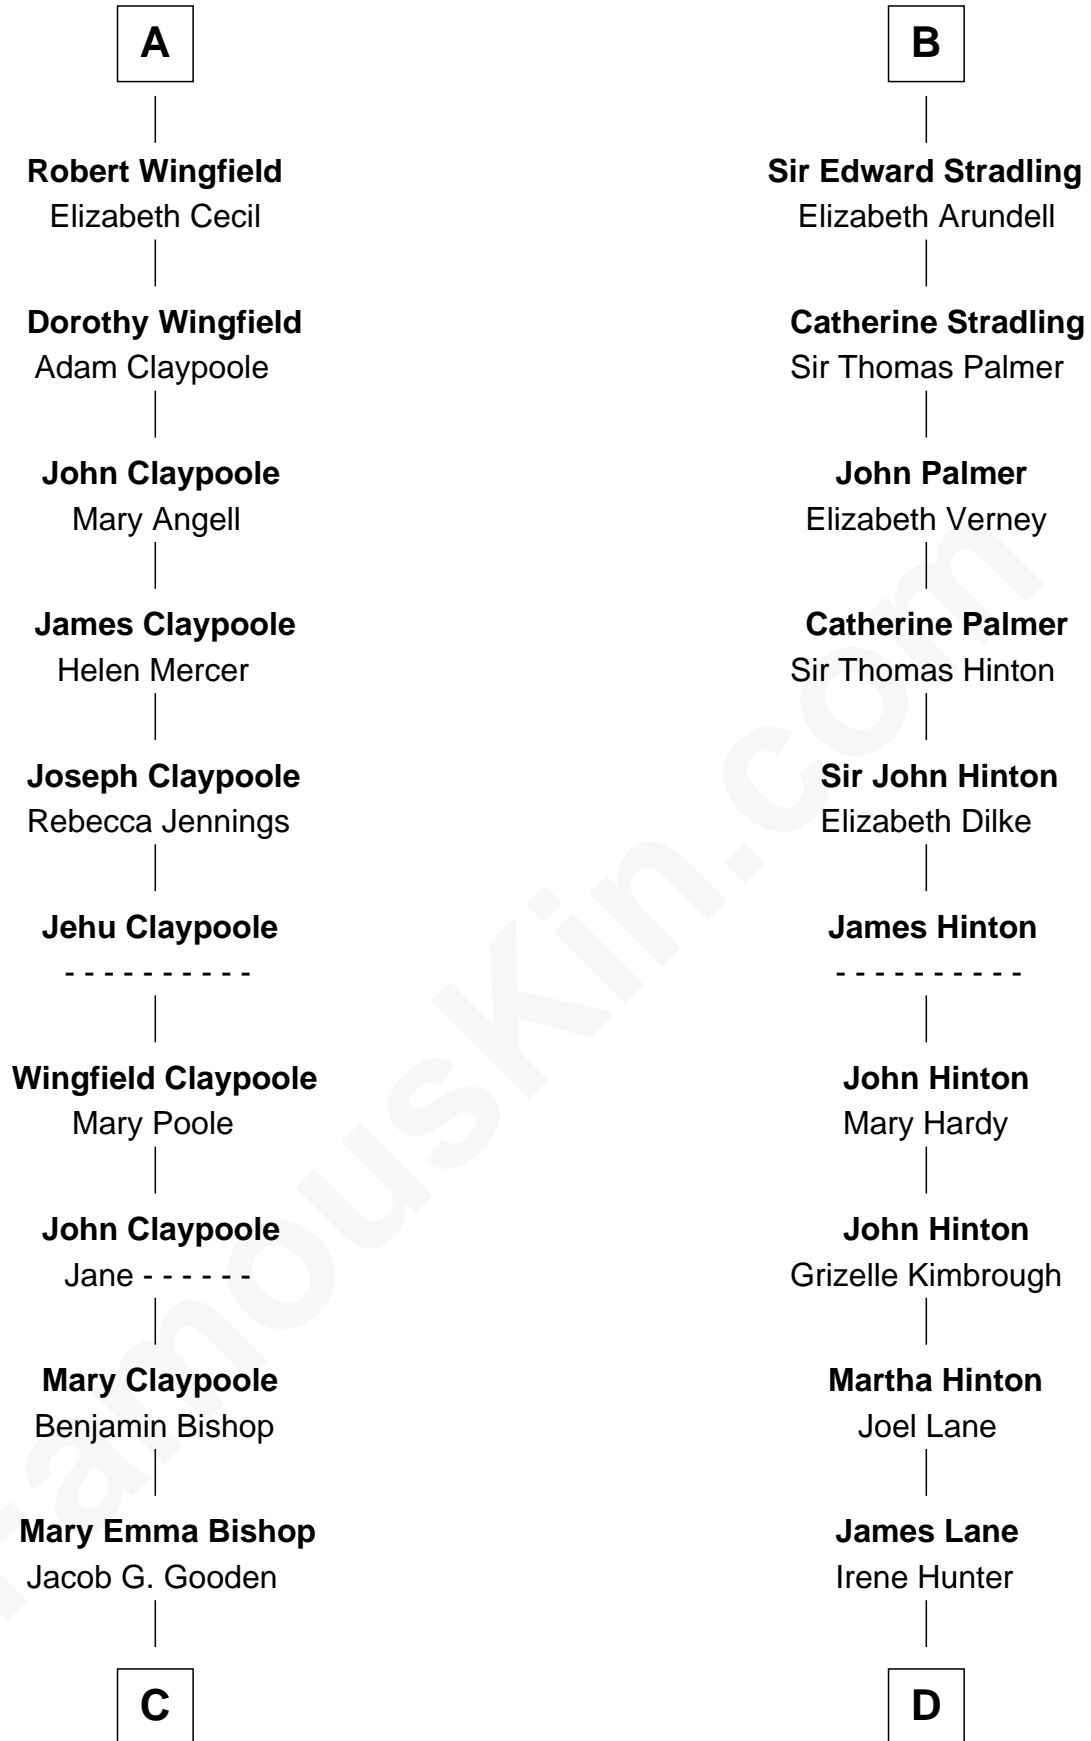 A
Robert Wingfield
Elizabeth Cecil
Dorothy Wingfield
Adam Claypoole
John Claypoole
Mary Angell
James Claypoole
Helen Mercer
Joseph Claypoole
Rebecca Jennings
Jehu Claypoole
- - - - - - - - - -
Wingfield Claypoole
Mary Poole
John Claypoole
Jane - - - - - -
Mary Claypoole
Benjamin Bishop
Mary Emma Bishop
Jacob G. Gooden
C
B
Sir Edward Stradling
Elizabeth Arundell
Catherine Stradling
Sir Thomas Palmer
John Palmer
Elizabeth Verney
Catherine Palmer
Sir Thomas Hinton
Sir John Hinton
Elizabeth Dilke
James Hinton
- - - - - - - - - -
John Hinton
Mary Hardy
John Hinton
Grizelle Kimbrough
Martha Hinton
Joel Lane
James Lane
Irene Hunter
D
FamousKin.com